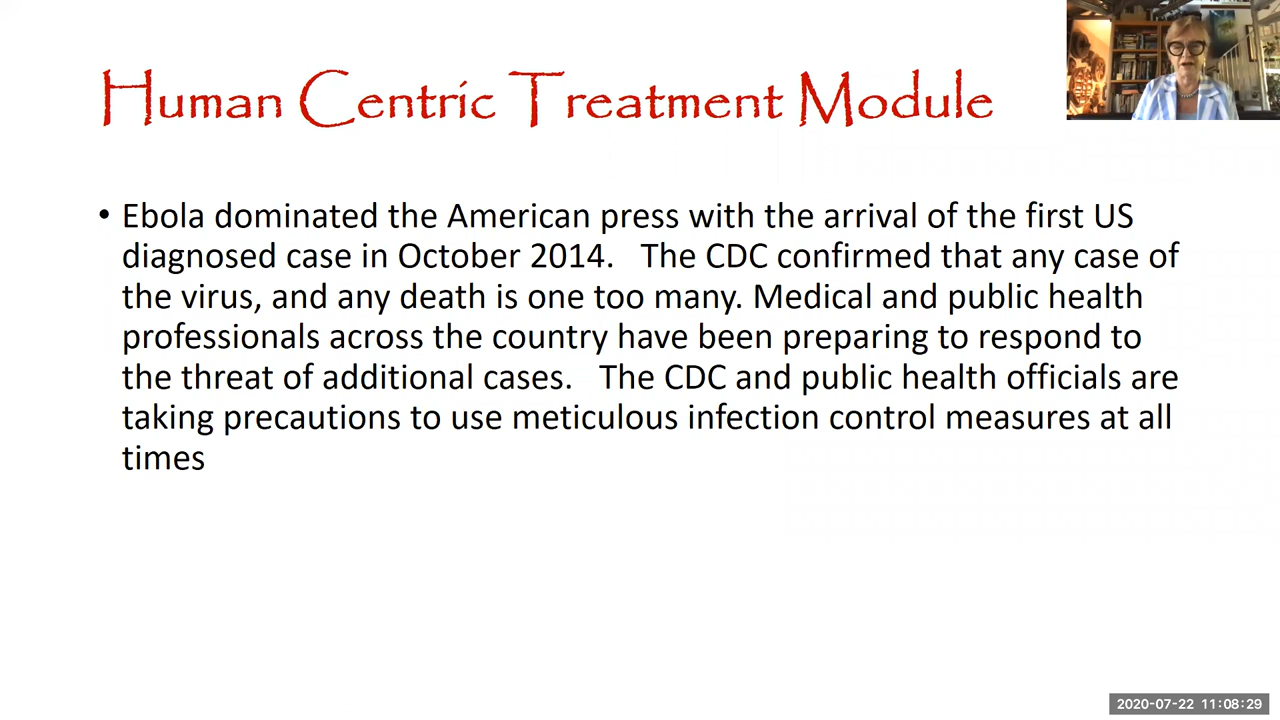 Human Centric Treatment Module
• Ebola dominated the American press with the arrival of the first US
diagnosed case in October 2014.   The CDC confirmed that any case of
the virus, and any death is one too many. Medical and public health
professionals across the country have been preparing to respond to
the threat of additional cases.   The CDC and public health officials are
taking precautions to use meticulous infection control measures at all
times
2020-07-22 11:08:29